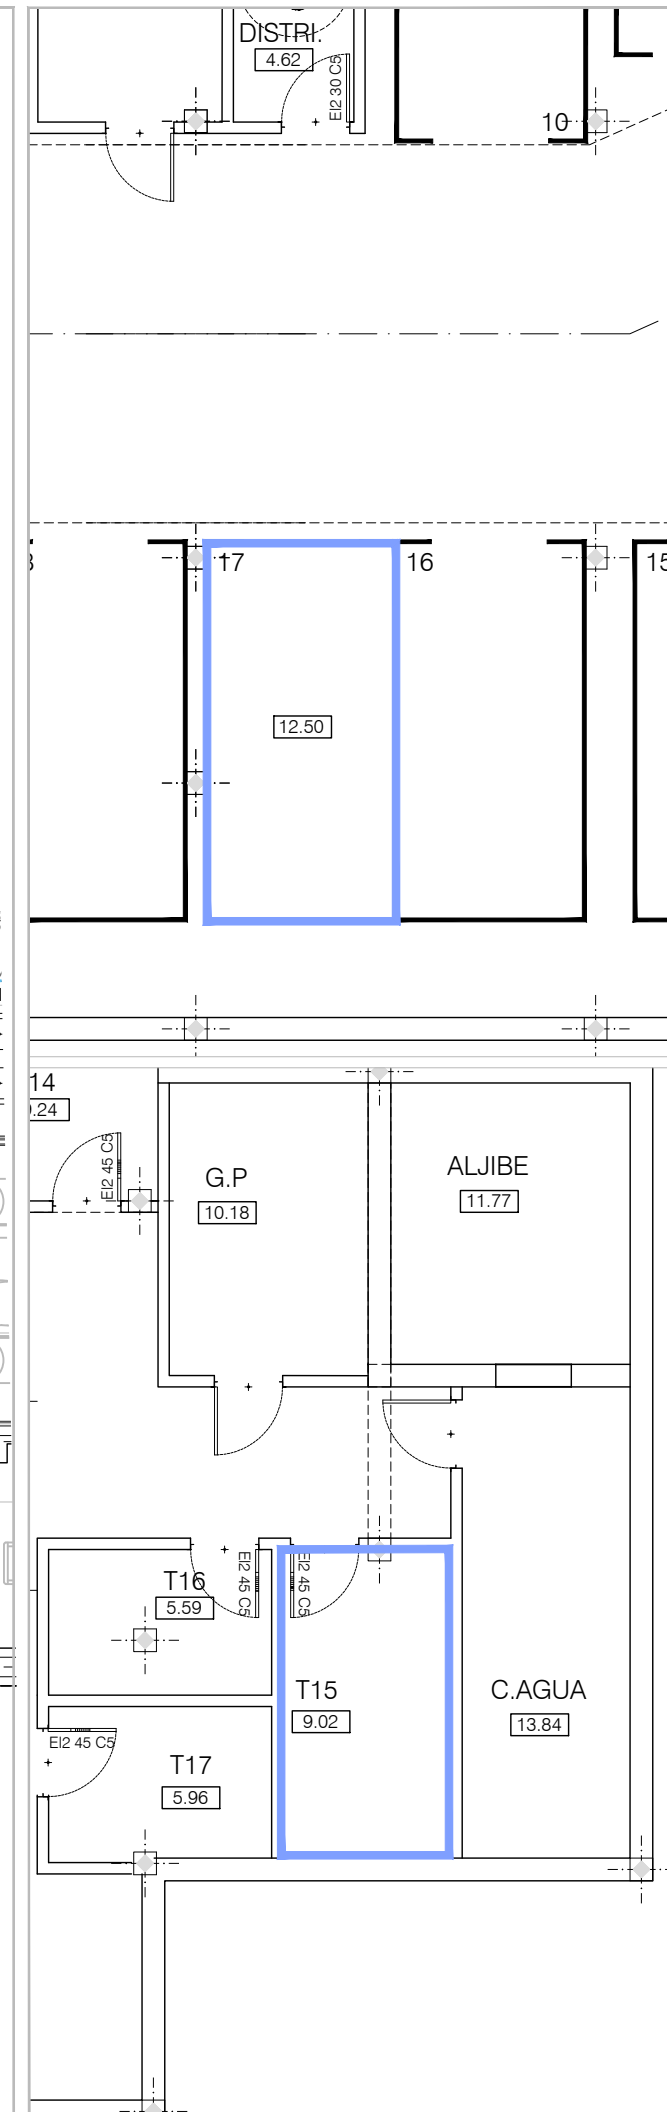 DISTRI.
4.62
EI2 30 C5
10
17
16
15
12.50
14
.24
EI2 45 C5
G.P
10.18
ALJIBE
11.77
T16
5.59
EI2 45 C5
EI2 45 C5
T15
9.02
C.AGUA
13.84
EI2 45 C5
T17
5.96